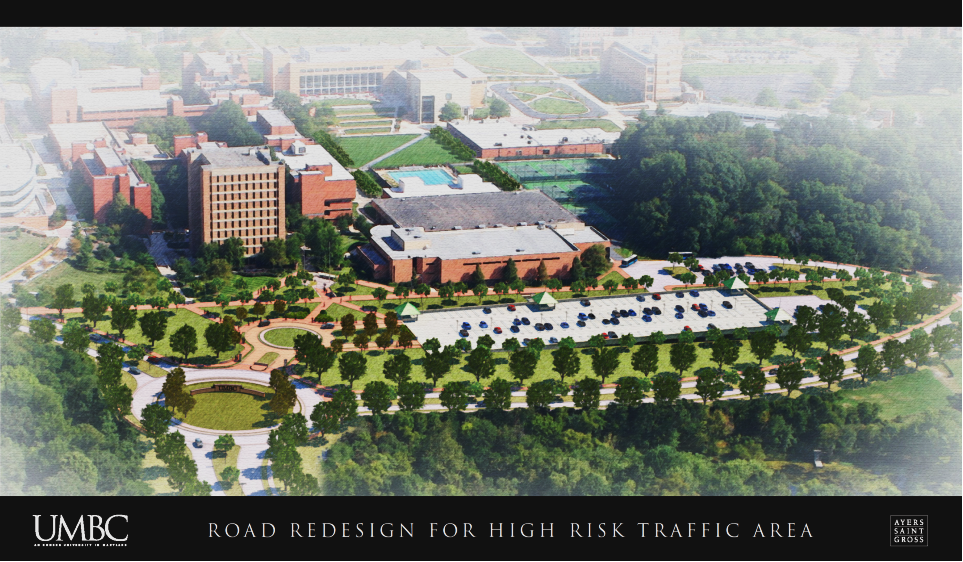 UMBC
AN HONORS UNIVERSITY IN MARYLAND
ROAD REDESIGN FOR HIGH RISK TRAFFIC AREA
AYERS
SAINT
GROSS